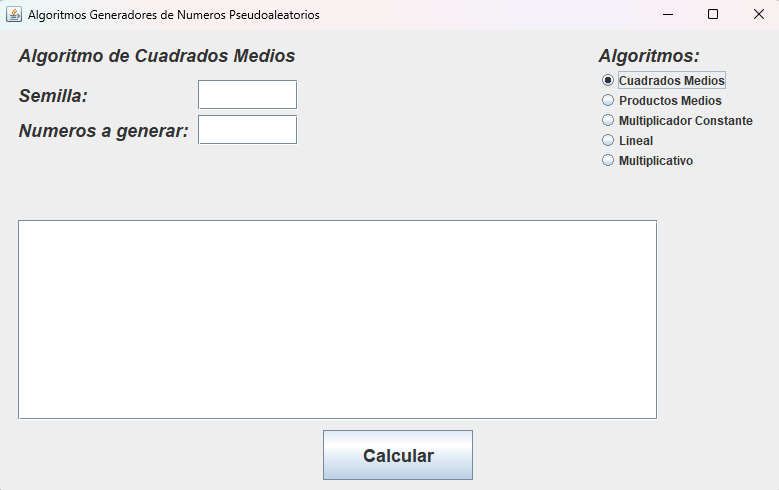 Algoritmos Generadores de Numeros Pseudoaleatorios
Algoritmo de Cuadrados Medios
Semilla:
Numeros a generar:
Algoritmos:
Cuadrados Medios
Productos Medios
Multiplicador Constante
Lineal
Multiplicativo
Calcular